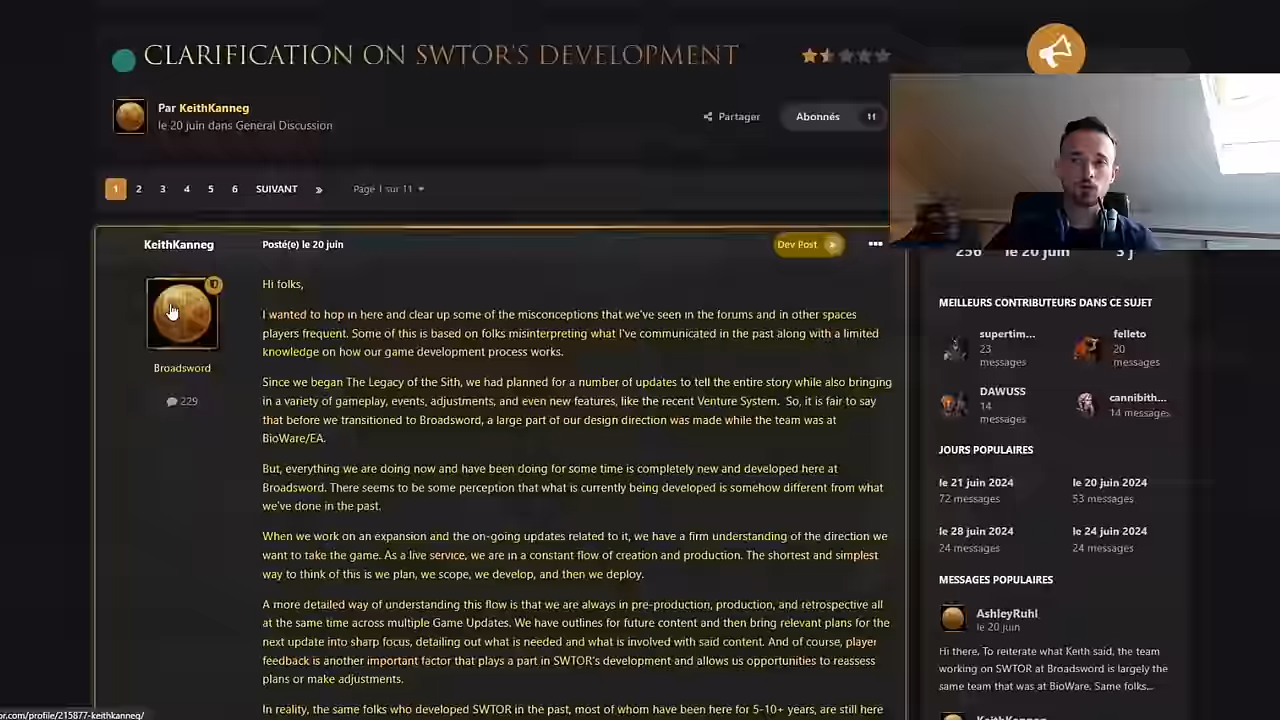 CLARIFICATION ON SWTOR'S DEVELOPMENT
Par KeithKanneg
le 20 juin dans General Discussion
Partager
Abonnés 11
1 2 3 4 5 6 SUIVANT » Page 1 sur 11
KeithKanneg
Posté(e) le 20 juin
Dev Post »
Broadsword
229
Hi folks,
I wanted to hop in here and clear up some of the misconceptions that we've seen in the forums and in other spaces
players frequent. Some of this is based on folks misinterpreting what I've communicated in the past along with a limited
knowledge on how our game development process works.
Since we began The Legacy of the Sith, we had planned for a number of updates to tell the entire story while also bringing
in a variety of gameplay, events, adjustments, and even new features, like the recent Venture System. So, it is fair to say
that before we transitioned to Broadsword, a large part of our design direction was made while the team was at
BioWare/EA.
But, everything we are doing now and have been doing for some time is completely new and developed here at
Broadsword. There seems to be some perception that what is currently being developed is somehow different from what
we've done in the past.
When we work on an expansion and the on-going updates related to it, we have a firm understanding of the direction we
want to take the game. As a live service, we are in a constant flow of creation and production. The shortest and simplest
way to think of this is we plan, we scope, we develop, and then we deploy.
A more detailed way of understanding this flow is that we are always in pre-production, production, and retrospective all
at the same time across multiple Game Updates. We have outlines for future content and then bring relevant plans for the
next update into sharp focus, detailing out what is needed and what is involved with said content. And of course, player
feedback is another important factor that plays a part in SWTOR's development and allows us opportunities to reassess
plans or make adjustments.
In reality, the same folks who developed SWTOR in the past, most of whom have been here for 5-10+ years, are still here
256 le 20 juin 3 j
MEILLEURS CONTRIBUTEURS DANS CE SUJET
supertim...
23
messages
felleto
20
messages
DAWUSS
14
messages
cannibith...
14 messages
JOURS POPULAIRES
le 21 juin 2024
72 messages
le 20 juin 2024
53 messages
le 28 juin 2024
24 messages
le 24 juin 2024
24 messages
MESSAGES POPULAIRES
AshleyRuhl
le 20 juin
Hi there, To reiterate what Keith said, the team
working on SWTOR at Broadsword is largely the
same team that was at BioWare. Same folks...
KeithKanneg
or.com/profile/215877-keithkanneg/